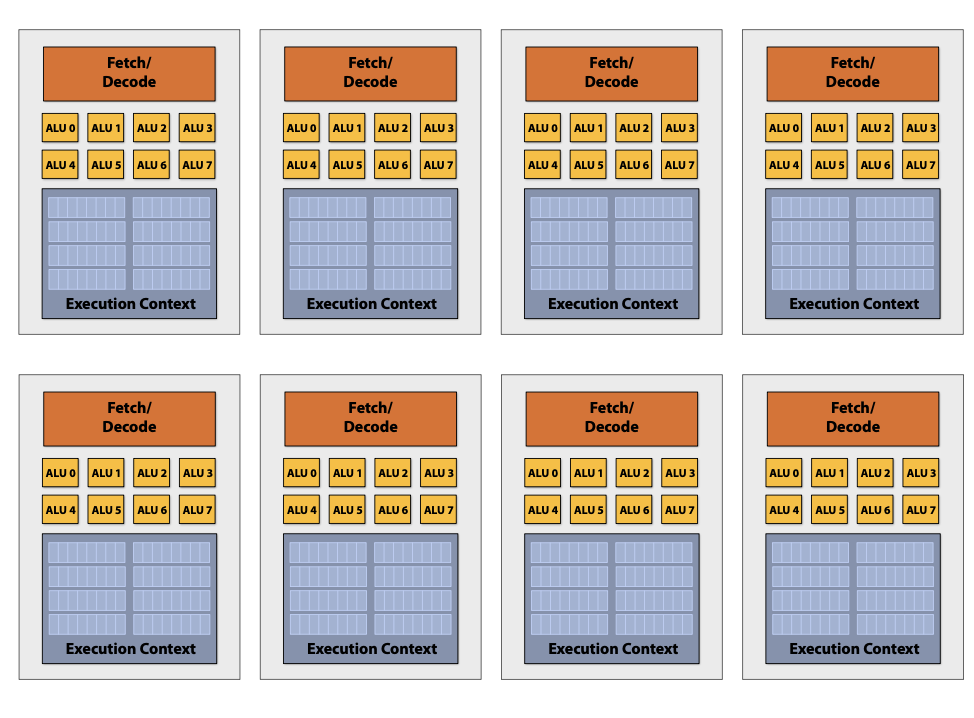 Fetch/ Fetch/ Fetch/ Fetch/
Decode Decode Decode Decode
ALU 0 ALU 1 ALU 2 ALU 3 ALU 0 ALU 1 ALU 2 ALU 3 ALU 0 ALU 1 ALU 2 ALU 3 ALU 0 ALU 1 ALU 2 ALU 3
ALU 4 ALU 5 ALU 6 ALU 7 ALU 4 ALU 5 ALU 6 ALU 7 ALU 4 ALU 5 ALU 6 ALU 7 ALU 4 ALU 5 ALU 6 ALU 7
Execution Context Execution Context Execution Context Execution Context
Fetch/ Fetch/ Fetch/ Fetch/
Decode Decode Decode Decode
ALU 0 ALU 1 ALU 2 ALU 3 ALU 0 ALU 1 ALU 2 ALU 3 ALU 0 ALU 1 ALU 2 ALU 3 ALU 0 ALU 1 ALU 2 ALU 3
ALU 4 ALU 5 ALU 6 ALU 7 ALU 4 ALU 5 ALU 6 ALU 7 ALU 4 ALU 5 ALU 6 ALU 7 ALU 4 ALU 5 ALU 6 ALU 7
Execution Context Execution Context Execution Context Execution Context